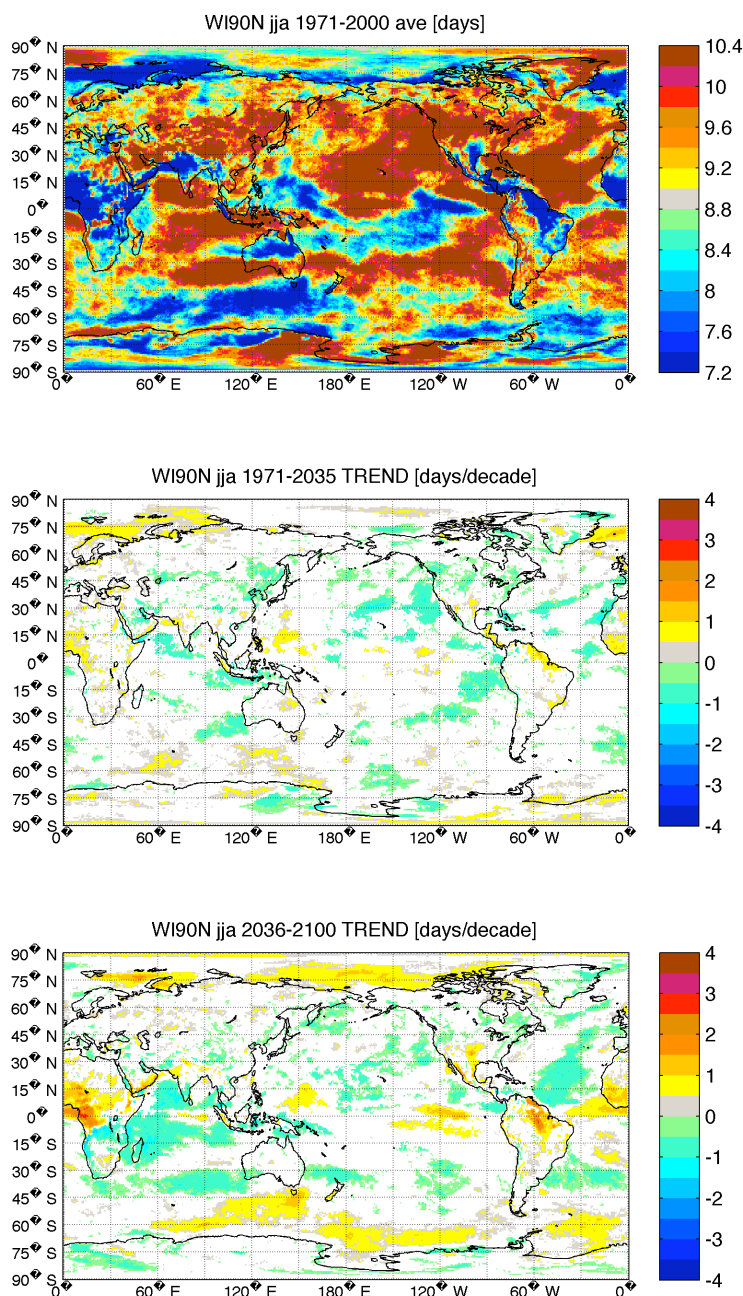 WI90N jja 1971-2000 ave [days]
90� N
75� N
60� N
45� N
30� N
15� N
0�
15� S
30� S
45� S
60� S
75� S
90� S
0� 60� E 120� E 180� E 120� W 60� W 0�
10.4
10
9.6
9.2
8.8
8.4
8
7.6
7.2
WI90N jja 1971-2035 TREND [days/decade]
90� N
75� N
60� N
45� N
30� N
15� N
0�
15� S
30� S
45� S
60� S
75� S
90� S
0� 60� E 120� E 180� E 120� W 60� W 0�
4
3
2
1
0
-1
-2
-3
-4
WI90N jja 2036-2100 TREND [days/decade]
90� N
75� N
60� N
45� N
30� N
15� N
0�
15� S
30� S
45� S
60� S
75� S
90� S
0� 60� E 120� E 180� E 120� W 60� W 0�
4
3
2
1
0
-1
-2
-3
-4